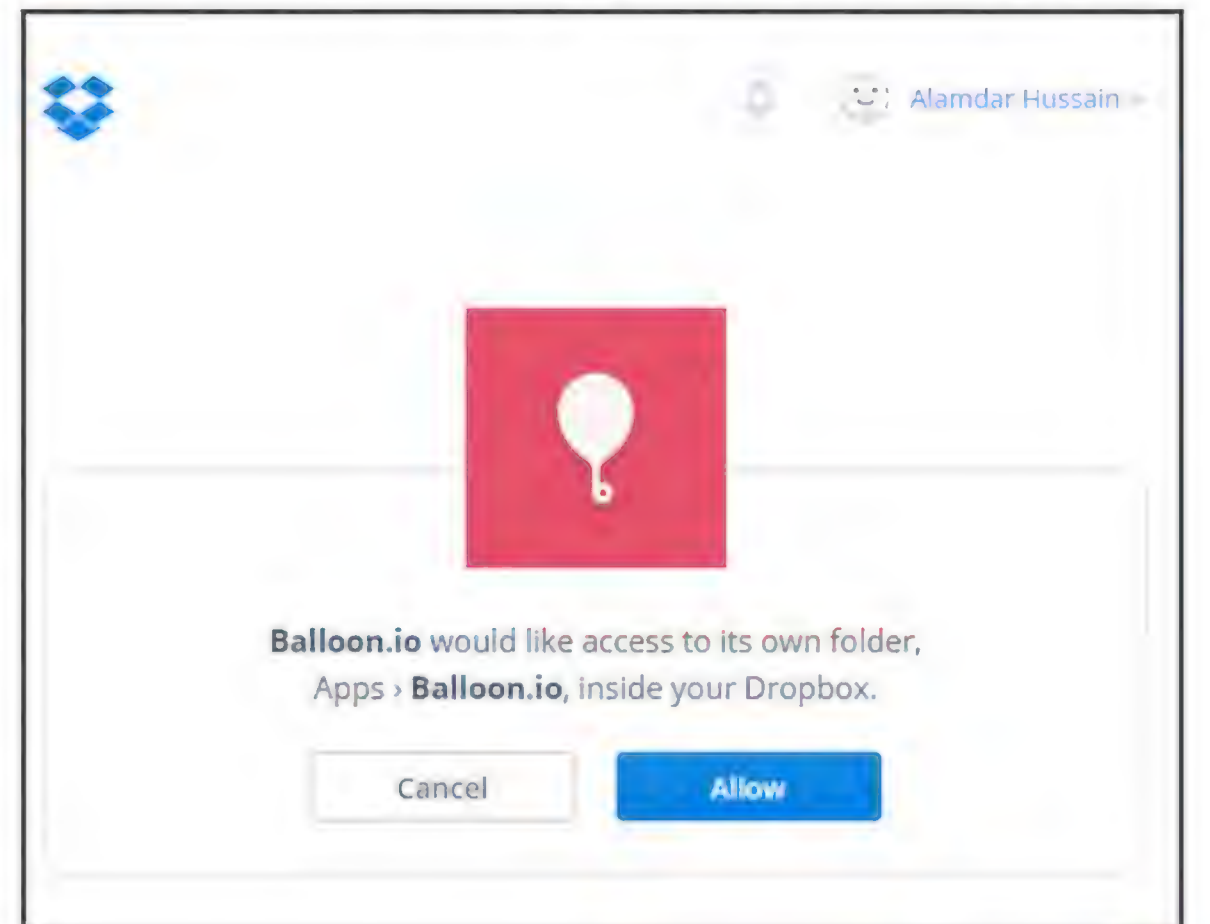 Alamdar Hussain
Balloon.io would like access to its own folder,
Apps › Balloon.io, inside your Dropbox.
Cancel
Allow